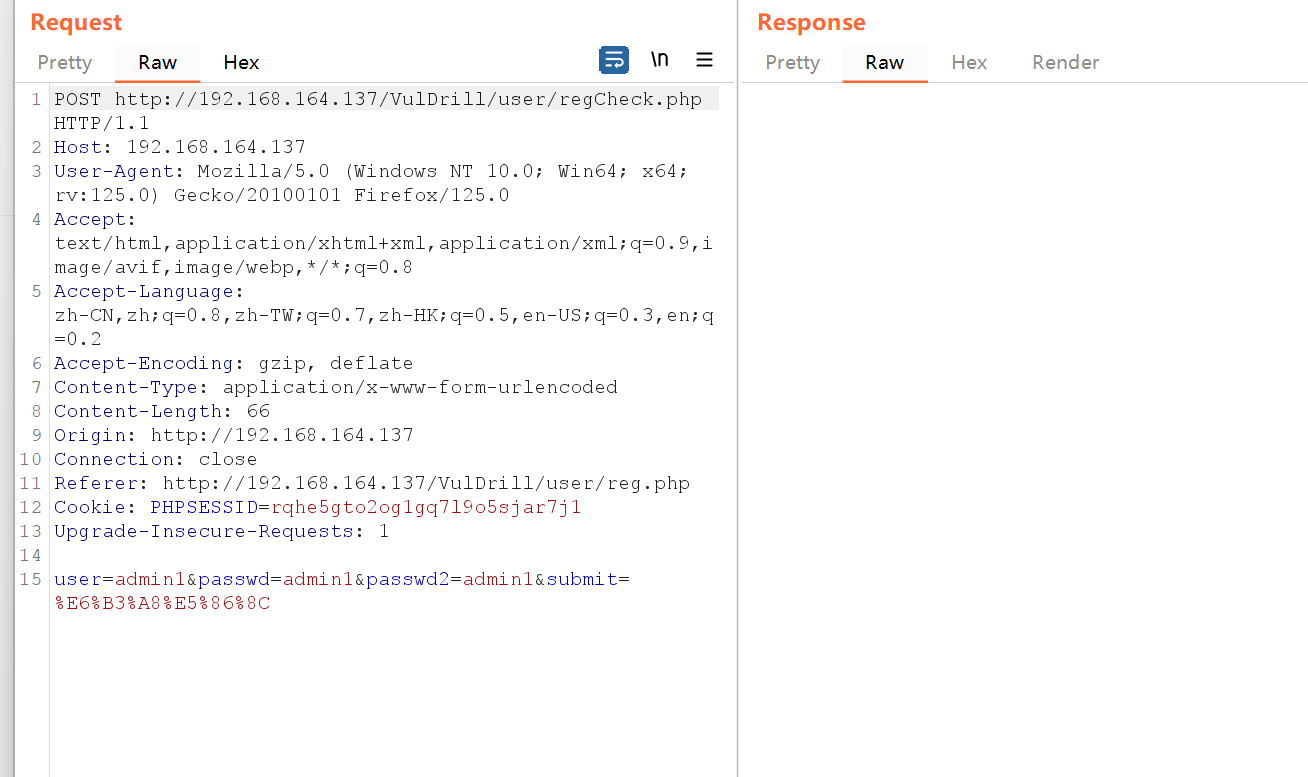 Request
Response
Pretty Raw Hex \n
Pretty Raw Hex Render
1 POST http://192.168.164.137/VulDrill/user/regCheck.php
HTTP/1.1
2 Host: 192.168.164.137
3 User-Agent: Mozilla/5.0 (Windows NT 10.0; Win64; x64;
rv:125.0) Gecko/20100101 Firefox/125.0
4 Accept:
text/html,application/xhtml+xml,application/xml;q=0.9,i
mage/avif,image/webp,*/*;q=0.8
5 Accept-Language:
zh-CN,zh;q=0.8,zh-TW;q=0.7,zh-HK;q=0.5,en-US;q=0.3,en;q
=0.2
6 Accept-Encoding: gzip, deflate
7 Content-Type: application/x-www-form-urlencoded
8 Content-Length: 66
9 Origin: http://192.168.164.137
10 Connection: close
11 Referer: http://192.168.164.137/VulDrill/user/reg.php
12 Cookie: PHPSESSID=rqhe5gto2og1gq7l9o5sjar7j1
13 Upgrade-Insecure-Requests: 1
14
15 user=admin1&passwd=admin1&passwd2=admin1&submit=
%E6%B3%A8%E5%86%8C